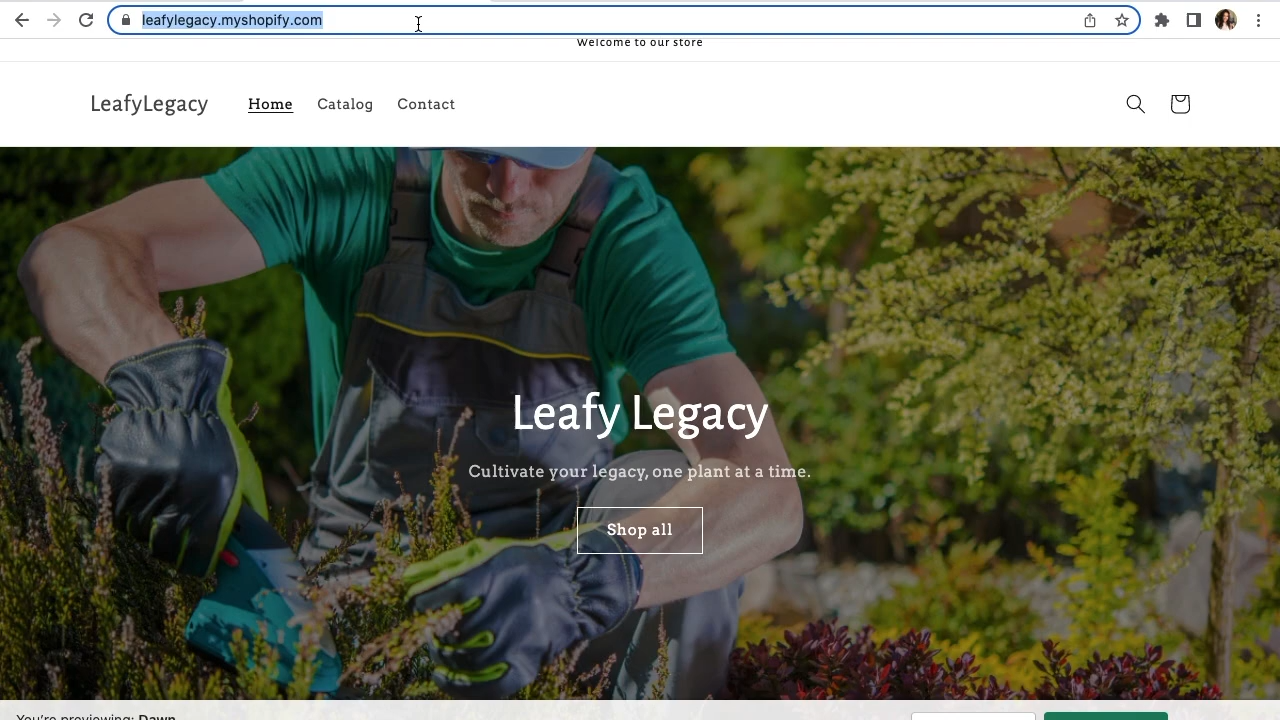 leafylegacy.myshopify.com
Welcome to our store
LeafyLegacy Home Catalog Contact
Leafy Legacy
Cultivate your legacy, one plant at a time.
Shop all
You're previewing: Dawn